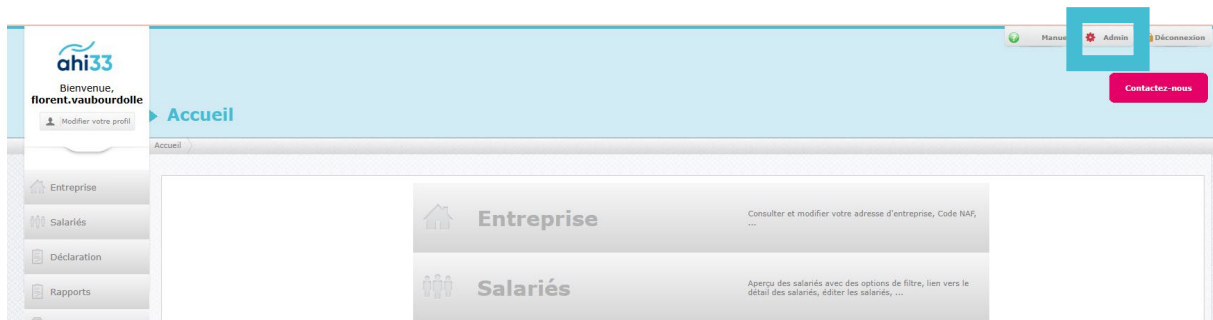 Manue
Admin
Déconnexion
ahi33
Bienvenue,
florent.vaubourdolle
Modifier votre profil
Contactez-nous
Accueil
Accueil
Entreprise
Salariés
Déclaration
Rapports
Entreprise
Consulter et modifier votre adresse d'entreprise, Code NAF,
...
Salariés
Aperçu des salariés avec des options de filtre, lien vers le
détail des salariés, éditer les salariés, ...